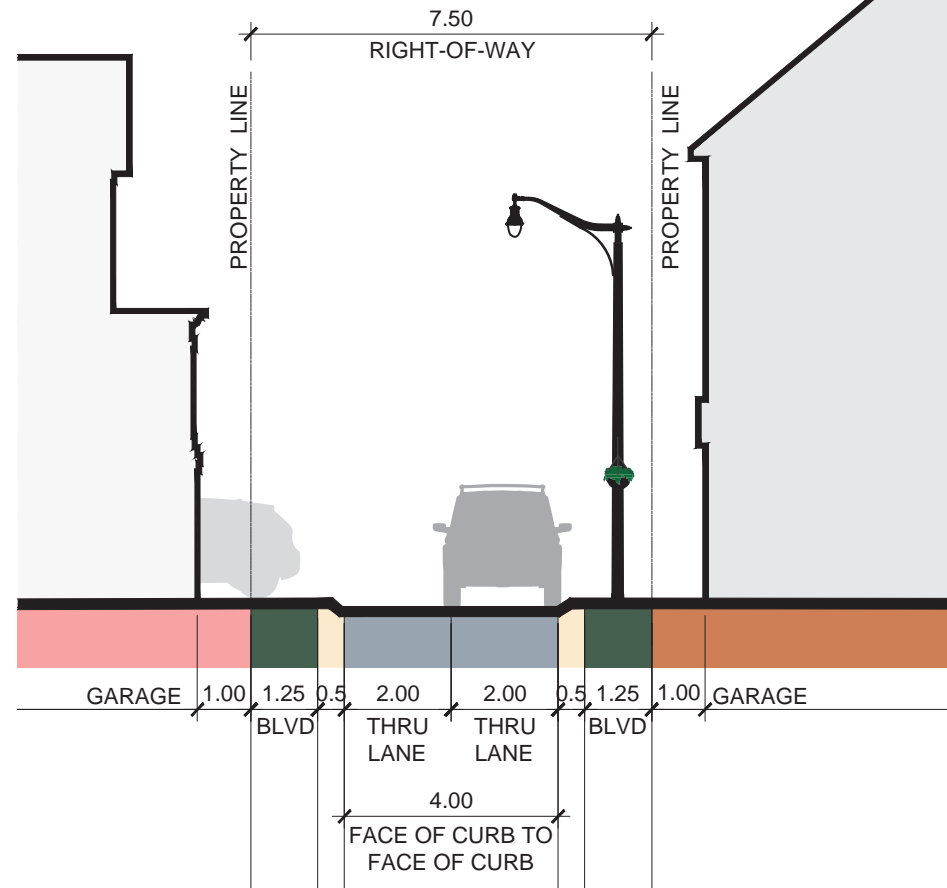 7.50
RIGHT-OF-WAY
PROPERTY LINE
PROPERTY LINE
GARAGE 1.00 1.25 0.5 2.00 2.00 0.5 1.25 1.00 GARAGE
BLVD THRU THRU BLVD
LANE LANE
4.00
FACE OF CURB TO
FACE OF CURB